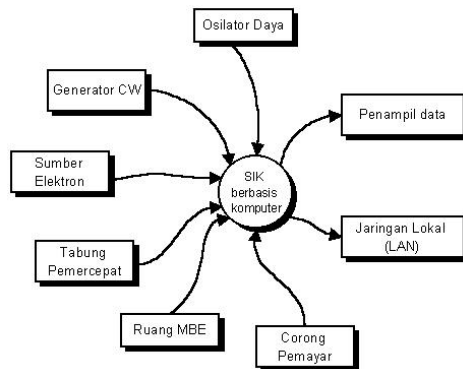 Osilator Daya
Generator CW
Penampil data
Sumber
Elektron
SIK
berbasis
komputer
Jaringan Lokal
(LAN)
Tabung
Pemercepat
Ruang MBE
Corong
Pemayar